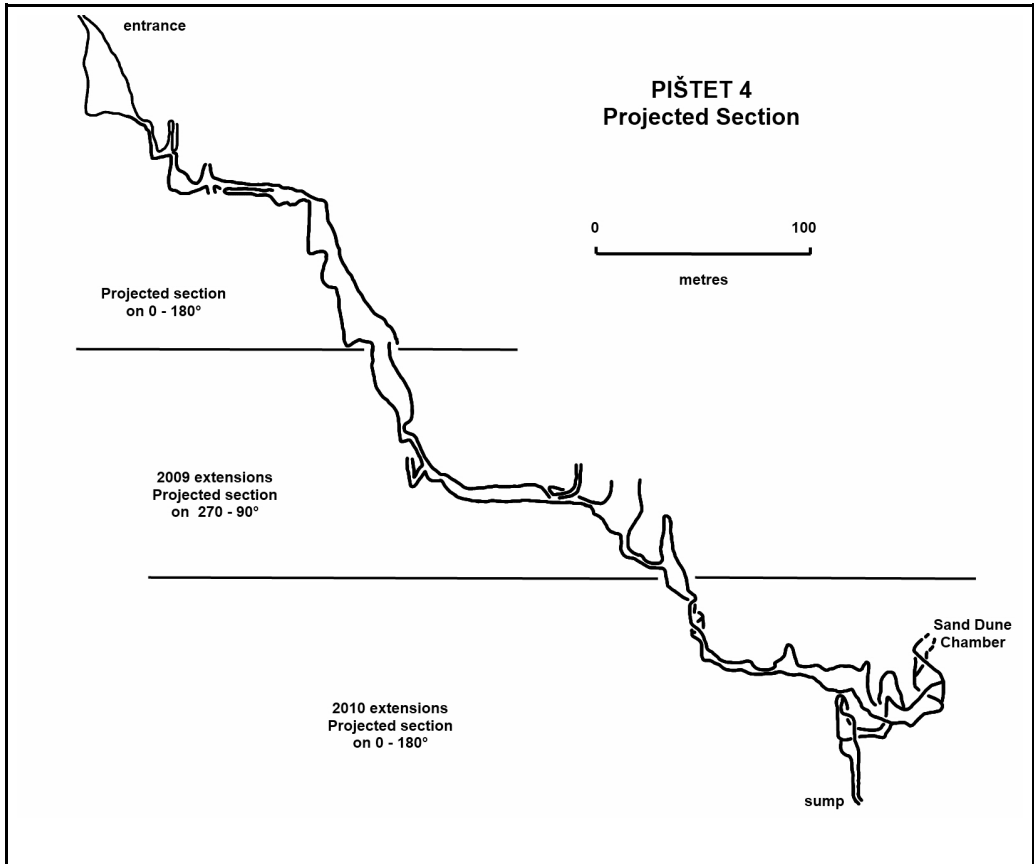 entrance
PIŠTET 4
Projected Section
0 100
metres
Projected section
on 0 - 180°
2009 extensions
Projected section
on 270 - 90°
Sand Dune
Chamber
2010 extensions
Projected section
on 0 - 180°
sump